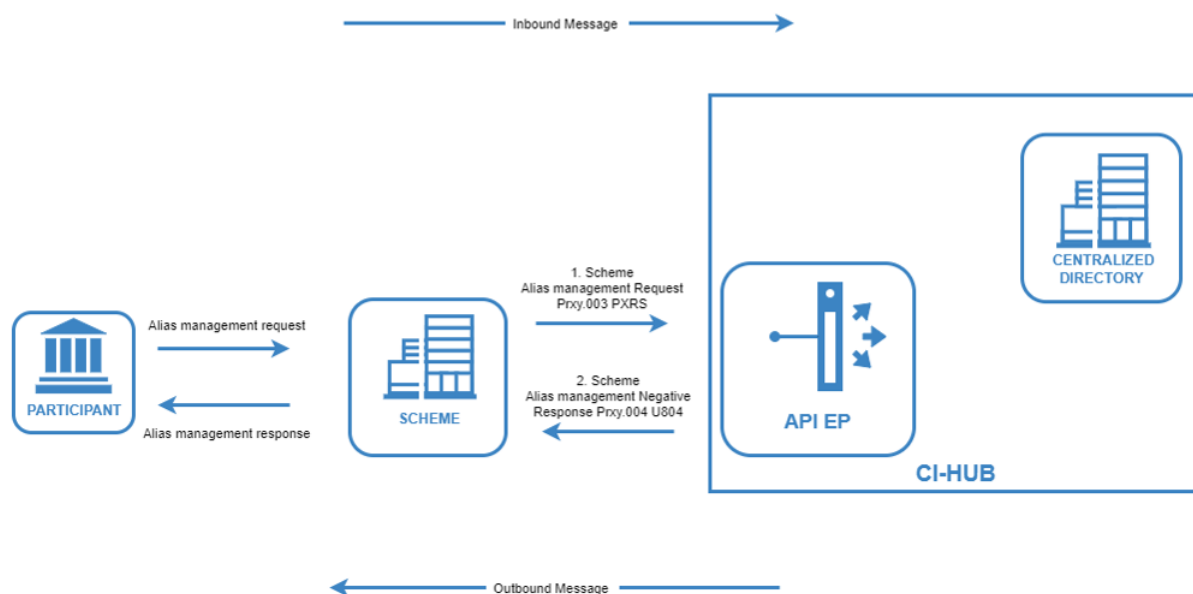 Inbound Message
CENTRALIZED
DIRECTORY
1. Scheme
Alias management Request
Prxy.003 PXRS
Alias management request
2. Scheme
Alias management Negative
Response Prxy.004 U804
PARTICIPANT
SCHEME
API EP
Alias management response
CI-HUB
Outbound Message